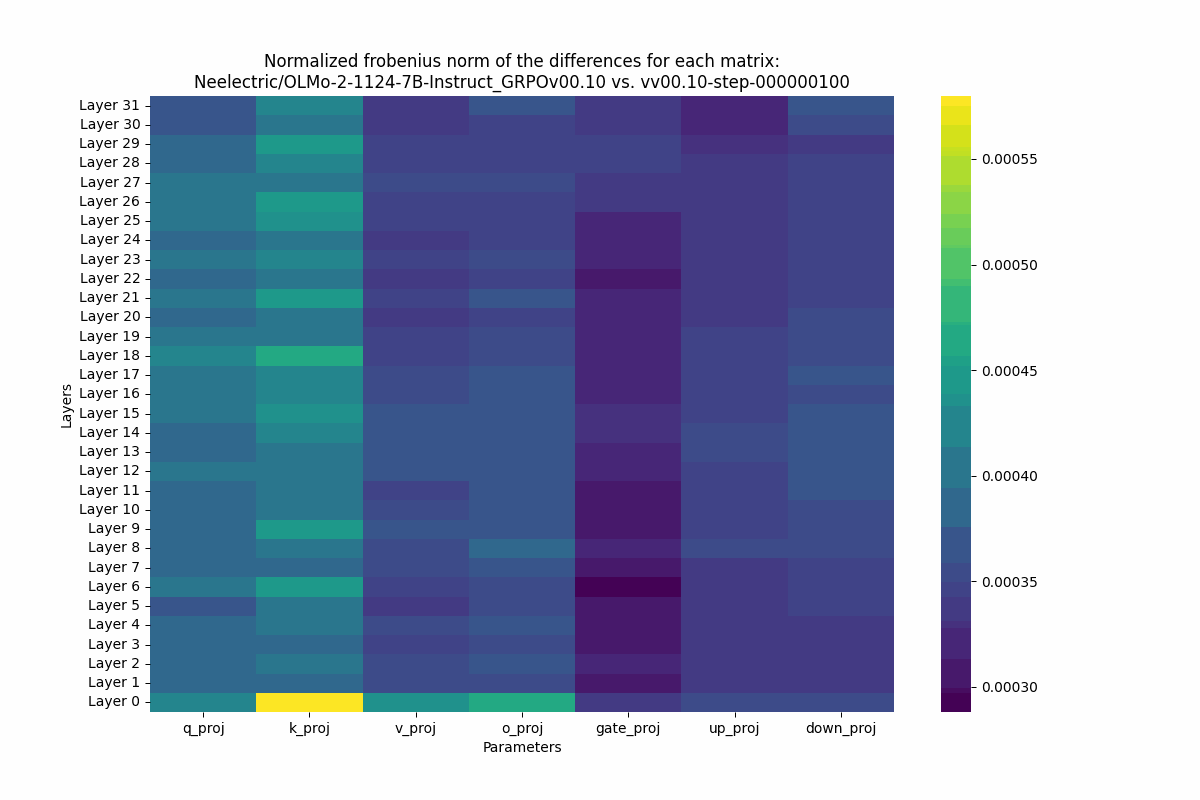 Normalized frobenius norm of the differences for each matrix:
Neelectric/OLMo-2-1124-7B-Instruct_GRPOv00.10 vs. vv00.10-step-000000100
Layer 31
Layer 30
Layer 29
Layer 28
Layer 27
Layer 26
Layer 25
Layer 24
Layer 23
Layer 22
Layer 21
Layer 20
Layer 19
Layer 18
Layer 17
Layer 16
Layer 15
Layer 14
Layer 13
Layer 12
Layer 11
Layer 10
Layer 9
Layer 8
Layer 7
Layer 6
Layer 5
Layer 4
Layer 3
Layer 2
Layer 1
Layer 0
Layers
q_proj k_proj v_proj o_proj gate_proj up_proj down_proj
Parameters
0.00055
0.00050
0.00045
0.00040
0.00035
0.00030